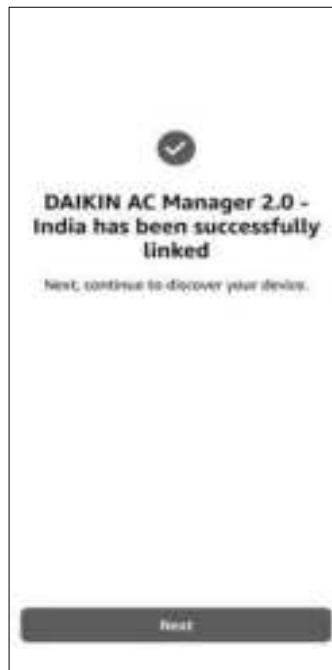 DAIKIN AC Manager 2.0 -
India has been successfully
linked
Next, continue to discover your device.
Next